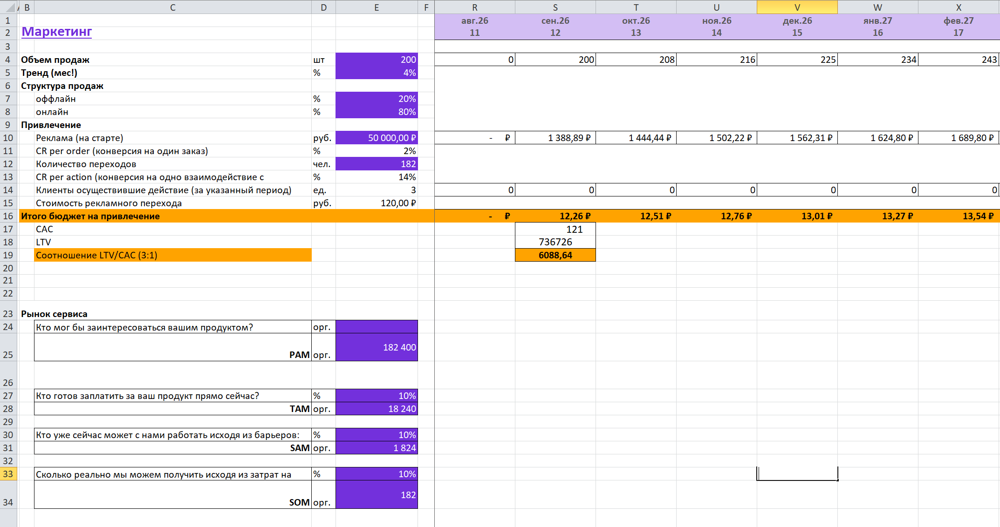 B C D E F R S T U V W X
1 авг.26 сен.26 окт.26 ноя.26 дек.26 янв.27 фев.27
2 Маркетинг 11 12 13 14 15 16 17
3
4 Объем продаж шт 200 0 200 208 216 225 234 243
5 Тренд (мес!) % 4%
6 Структура продаж
7 оффлайн % 20%
8 онлайн % 80%
9 Привлечение
10 Реклама (на старте) руб. 50 000,00 ₽ - ₽ 1 388,89 ₽ 1 444,44 ₽ 1 502,22 ₽ 1 562,31 ₽ 1 624,80 ₽ 1 689,80 ₽
11 CR per order (конверсия на один заказ) % 2%
12 Количество переходов чел. 182
13 CR per action (конверсия на одно взаимодействие с % 14%
14 Клиенты осуществившие действие (за указанный период) ед. 3 0 0 0 0 0 0 0
15 Стоимость рекламного перехода руб. 120,00 ₽
16 Итого бюджет на привлечение - ₽ 12,26 ₽ 12,51 ₽ 12,76 ₽ 13,01 ₽ 13,27 ₽ 13,54 ₽
17 CAC 121
18 LTV 736726
19 Соотношение LTV/CAC (3:1) 6088,64
20
21
22
23 Рынок сервиса
24 Кто мог бы заинтересоваться вашим продуктом? орг.
25 PAM орг. 182 400
26
27 Кто готов заплатить за ваш продукт прямо сейчас? % 10%
28 TAM орг. 18 240
29
30 Кто уже сейчас может с нами работать исходя из барьеров: % 10%
31 SAM орг. 1 824
32
33 Сколько реально мы можем получить исходя из затрат на % 10%
34 SOM орг. 182